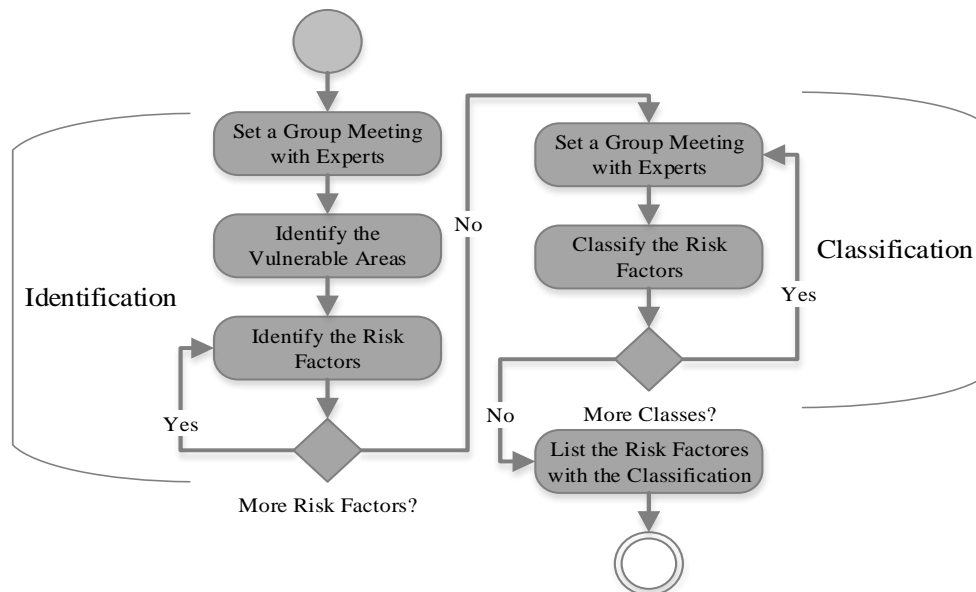 Set a Group Meeting
with Experts
Identify the
Vulnerable Areas
Identification
Identify the Risk
Factors
Yes
More Risk Factors?
No
Set a Group Meeting
with Experts
Classify the Risk
Factors
Classification
Yes
More Classes?
No
List the Risk Factores
with the Classification